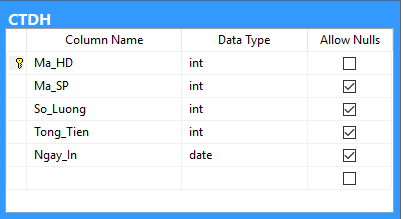 CTDH
Column Name Data Type Allow Nulls
Ma_HD int
Ma_SP int
So_Luong int
Tong_Tien int
Ngay_In date